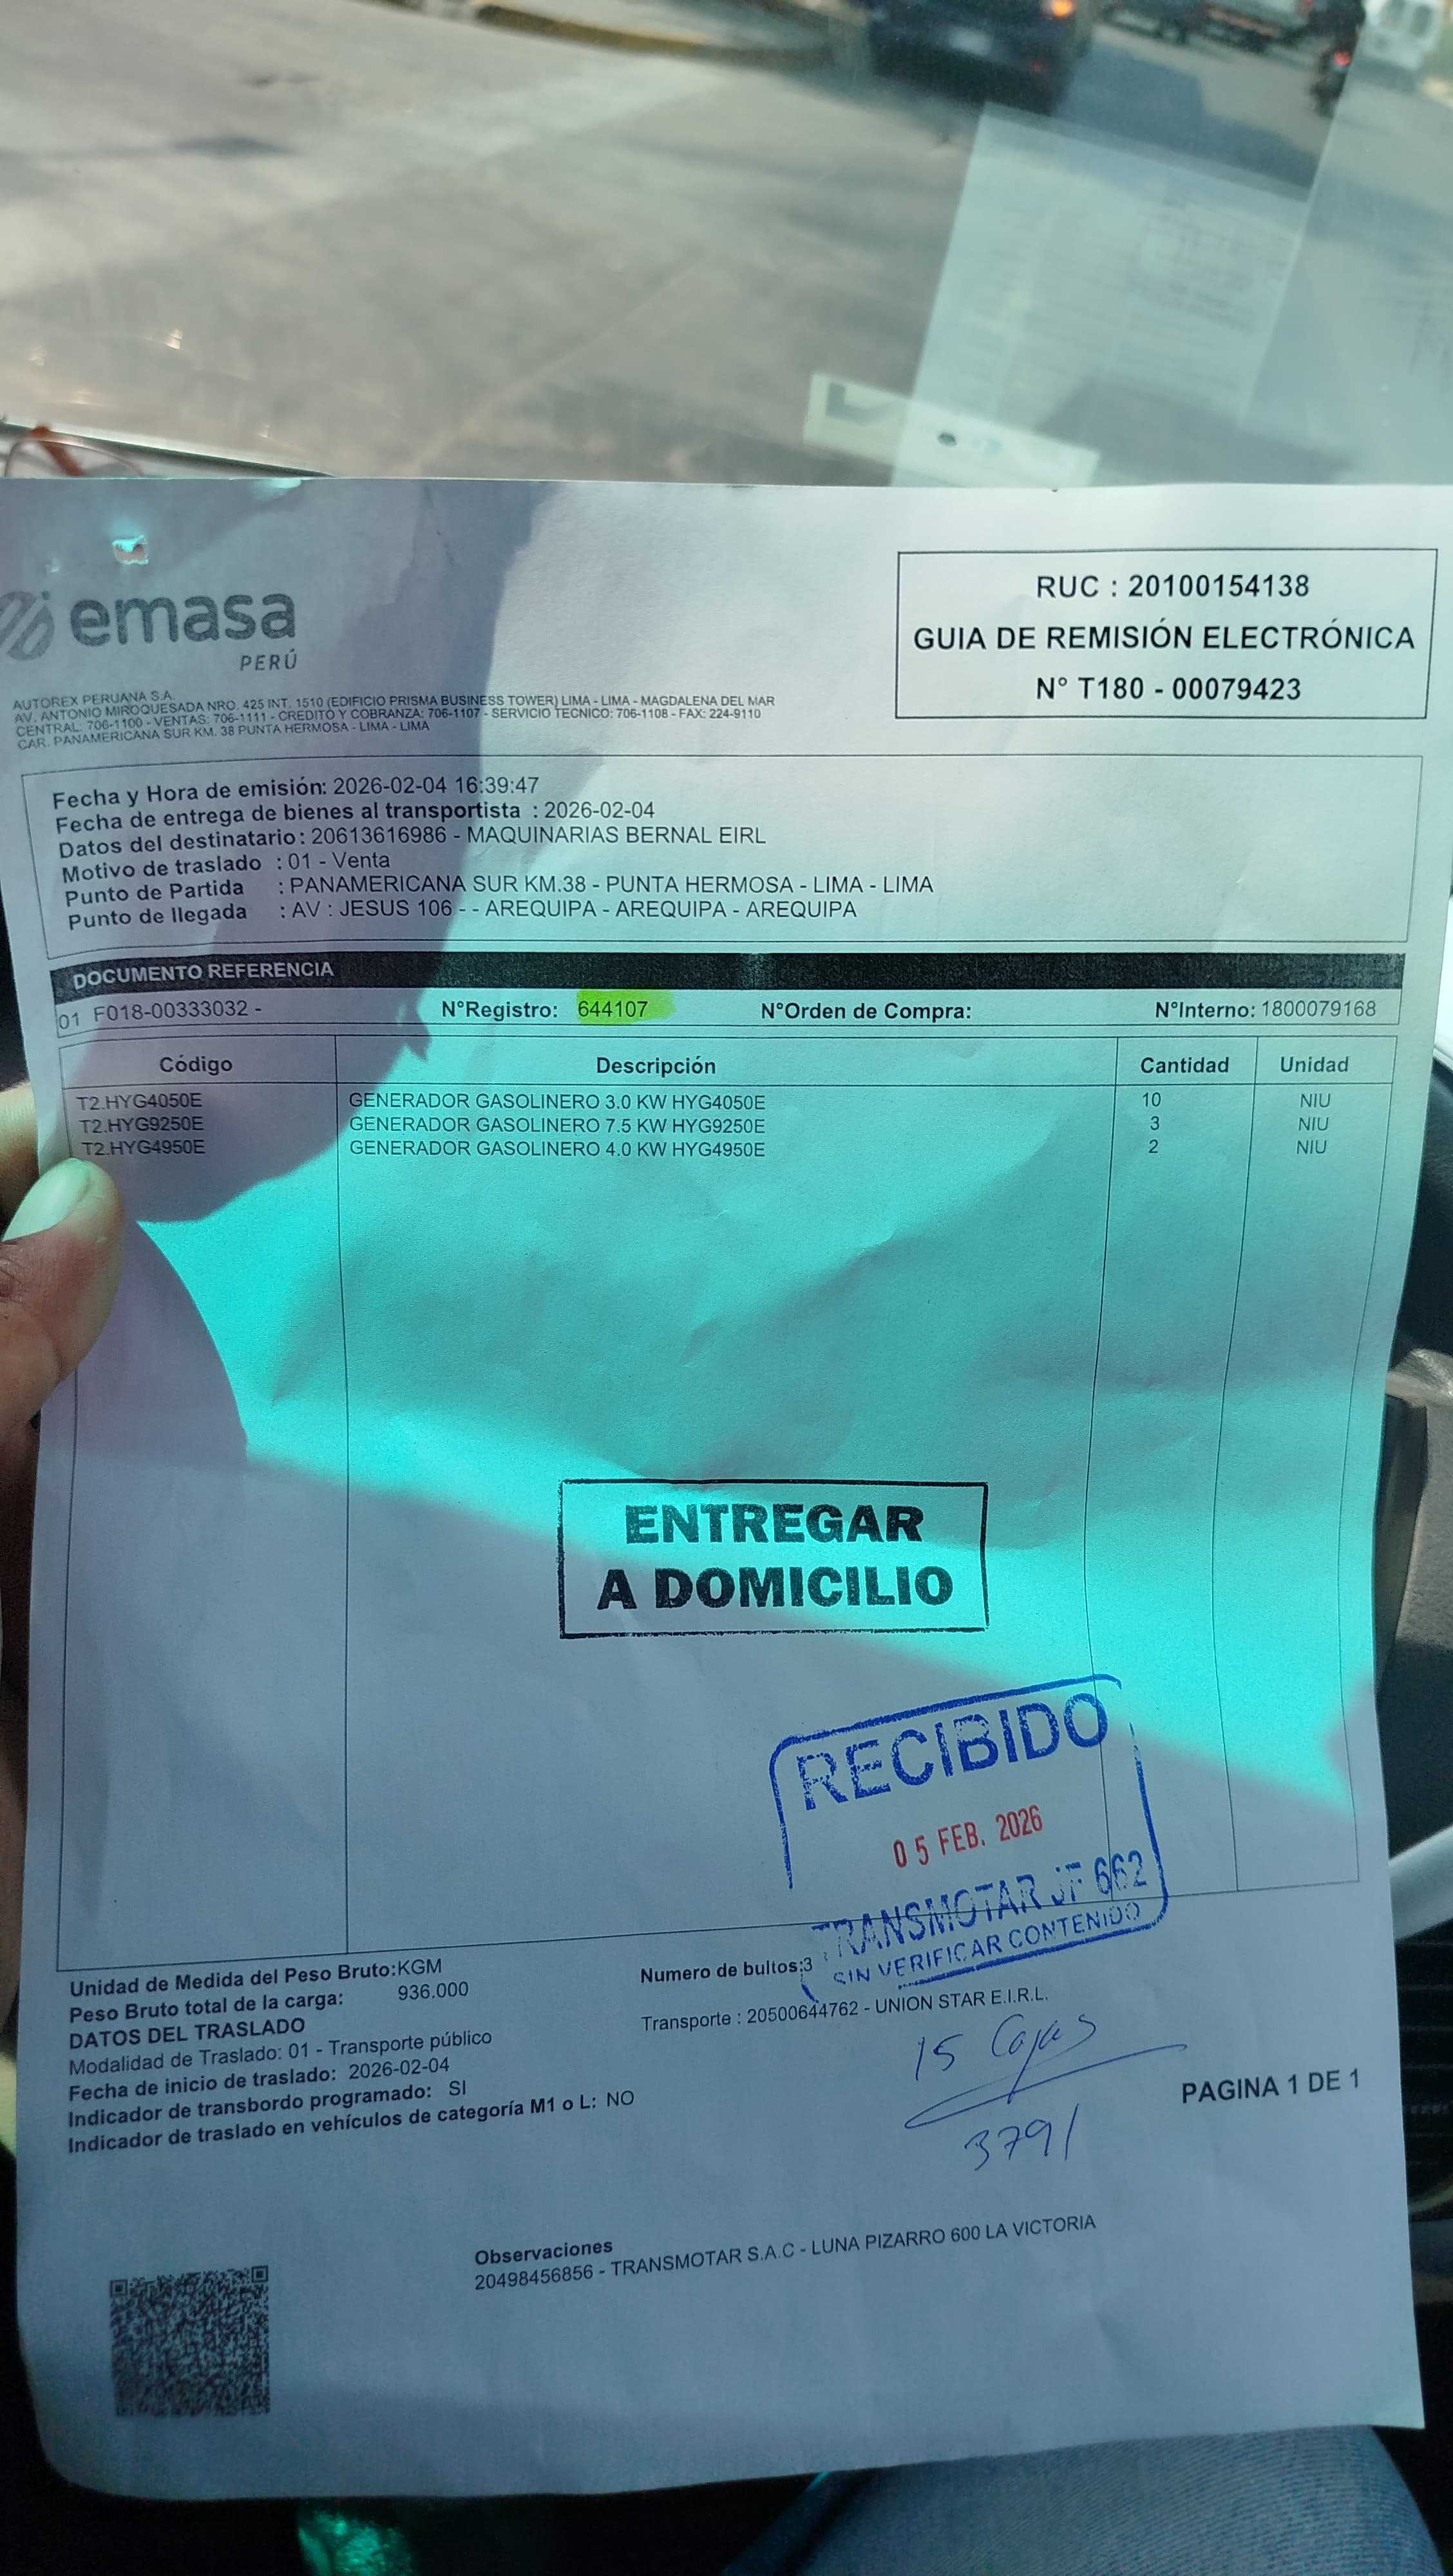 emasa
PERÚ
RUC : 20100154138
GUIA DE REMISIÓN ELECTRÓNICA
N° T180 - 00079423
AUTOREX PERUANA S.A.
AV. ANTONIO MIROQUESADA NRO. 425 INT. 1510 (EDIFICIO PRISMA BUSINESS TOWER) LIMA - LIMA - MAGDALENA DEL MAR
CENTRAL: 706-1100 - VENTAS: 706-1111 - CREDITO Y COBRANZA: 706-1107 - SERVICIO TECNICO: 706-1108 - FAX: 224-9110
CAR. PANAMERICANA SUR KM. 38 PUNTA HERMOSA - LIMA - LIMA
Fecha y Hora de emisión: 2026-02-04 16:39:47
Fecha de entrega de bienes al transportista : 2026-02-04
Datos del destinatario : 20613616986 - MAQUINARIAS BERNAL EIRL
Motivo de traslado : 01 - Venta
Punto de Partida : PANAMERICANA SUR KM.38 - PUNTA HERMOSA - LIMA - LIMA
Punto de llegada : AV : JESUS 106 - - AREQUIPA - AREQUIPA - AREQUIPA
DOCUMENTO REFERENCIA
01 F018-00333032 - N°Registro: 644107 N°Orden de Compra: N°Interno: 1800079168
Código Descripción Cantidad Unidad
T2.HYG4050E GENERADOR GASOLINERO 3.0 KW HYG4050E 10 NIU
T2.HYG9250E GENERADOR GASOLINERO 7.5 KW HYG9250E 3 NIU
T2.HYG4950E GENERADOR GASOLINERO 4.0 KW HYG4950E 2 NIU
ENTREGAR
A DOMICILIO
RECIBIDO
05 FEB. 2026
TRANSMOTAR JF 662
SIN VERIFICAR CONTENIDO
Unidad de Medida del Peso Bruto: KGM
Peso Bruto total de la carga: 936.000
Numero de bultos:3
Transporte : 20500644762 - UNION STAR E.I.R.L.
DATOS DEL TRASLADO
Modalidad de Traslado: 01 - Transporte público
Fecha de inicio de traslado: 2026-02-04
Indicador de transbordo programado: SI
Indicador de traslado en vehículos de categoría M1 o L: NO
15 Cajas
3791
PAGINA 1 DE 1
Observaciones
20498456856 - TRANSMOTAR S.A.C - LUNA PIZARRO 600 LA VICTORIA